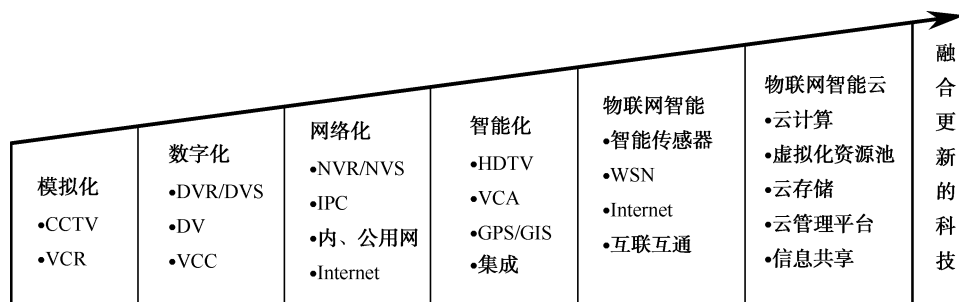 模拟化
•CCTV
•VCR
数字化
•DVR/DVS
•DV
•VCC
网络化
•NVR/NVS
•IPC
•内、公用网
•Internet
智能化
•HDTV
•VCA
•GPS/GIS
•集成
物联网智能
•智能传感器
•WSN
•Internet
•互联互通
物联网智能云
•云计算
•虚拟化资源池
•云存储
•云管理平台
•信息共享
融合更新的科技